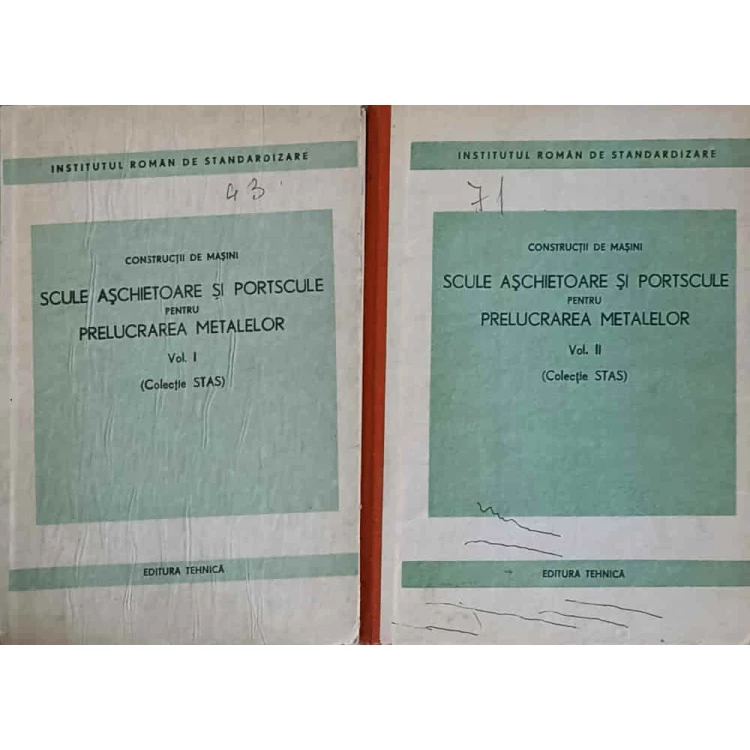 INSTITUTUL ROMÂN DE STANDARDIZARE
43
CONSTRUCȚII DE MAȘINI
SCULE AȘCHIETOARE ȘI PORTSCULE
PENTRU
PRELUCRAREA METALELOR
Vol. I
(Colecție STAS)
EDITURA TEHNICĂ
INSTITUTUL ROMÂN DE STANDARDIZARE
71
CONSTRUCȚII DE MAȘINI
SCULE AȘCHIETOARE ȘI PORTSCULE
PENTRU
PRELUCRAREA METALELOR
Vol. II
(Colecție STAS)
EDITURA TEHNICĂ